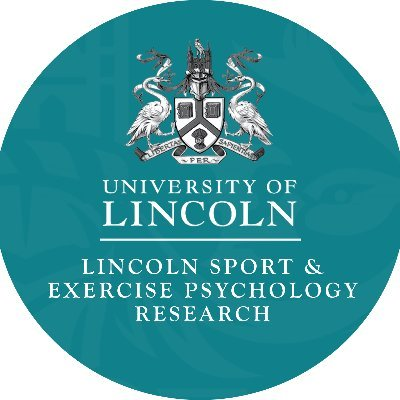 LIBERTAS PER SAPIENTIAM
UNIVERSITY OF
LINCOLN
LINCOLN SPORT &
EXERCISE PSYCHOLOGY
RESEARCH